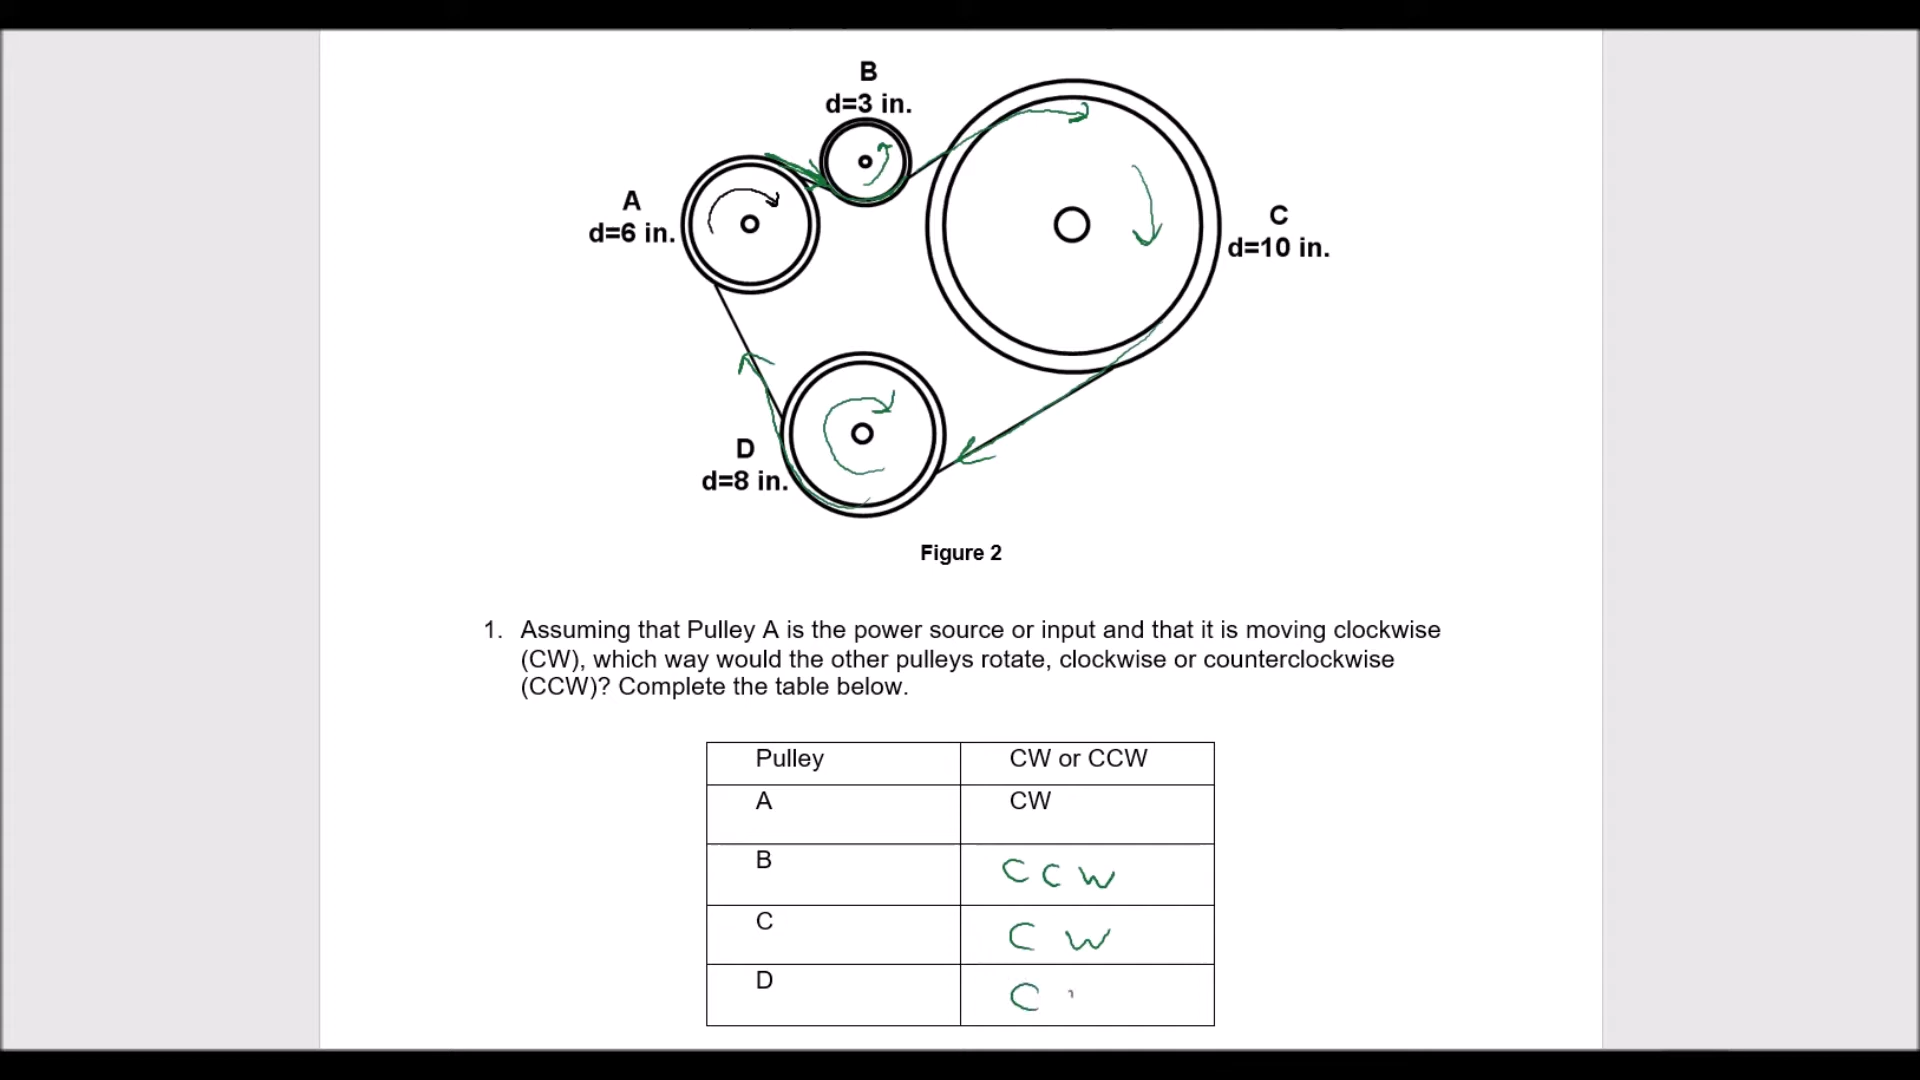 B
d=3 in.
A
d=6 in.
C
d=10 in.
D
d=8 in.
Figure 2
1. Assuming that Pulley A is the power source or input and that it is moving clockwise
(CW), which way would the other pulleys rotate, clockwise or counterclockwise
(CCW)? Complete the table below.
Pulley CW or CCW
A CW
B CCW
C CW
D C